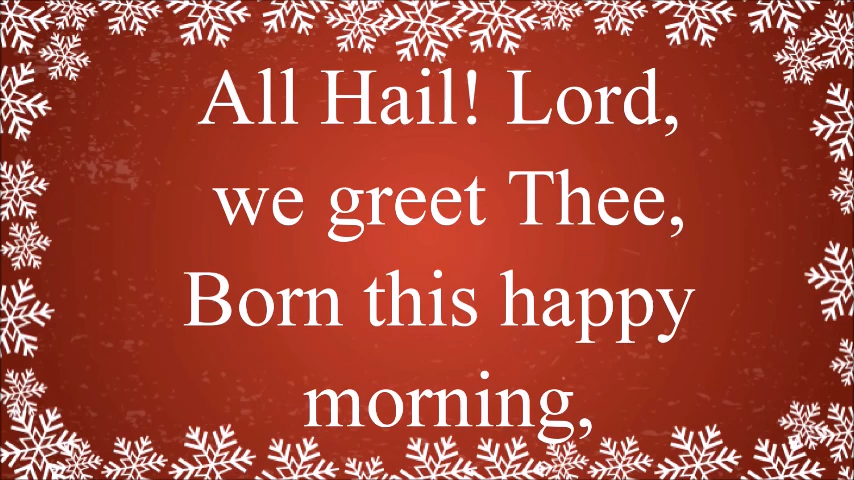 All Hail! Lord,
we greet Thee,
Born this happy
morning,